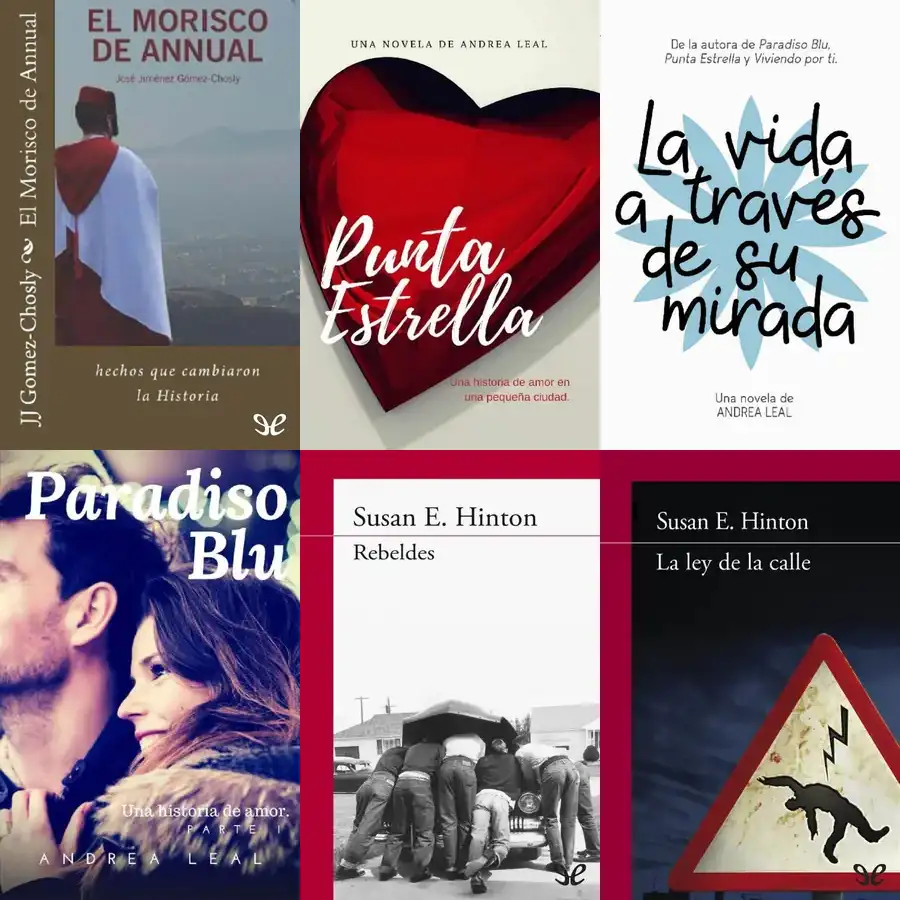 JJ Gomez-Chosly El Morisco de Annual
EL MORISCO
DE ANNUAL
José Jiménez Gómez-Chosly
hechos que cambiaron
la Historia
UNA NOVELA DE ANDREA LEAL
Punta
Estrella
Una historia de amor en
una pequeña ciudad.
De la autora de Paradiso Blu,
Punta Estrella y Viviendo por ti.
La vida
a través
de su
mirada
Una novela de
ANDREA LEAL
Paradiso
Blu
Una historia de amor.
PARTE I
ANDREA LEAL
Susan E. Hinton
Rebeldes
Susan E. Hinton
La ley de la calle